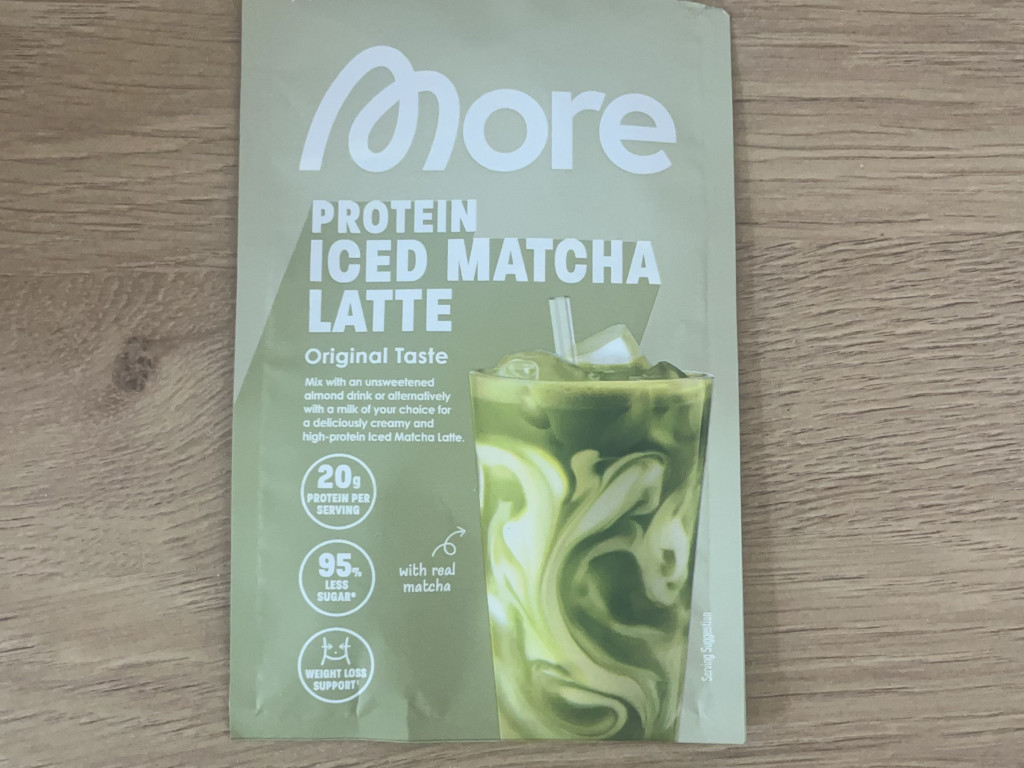 more
PROTEIN
ICED MATCHA
LATTE
Original Taste
Mix with an unsweetened
almond drink or alternatively
with a milk of your choice for
a deliciously creamy and
high-protein Iced Matcha Latte.
20g
PROTEIN PER
SERVING
95%
LESS
SUGAR*
with real
matcha
WEIGHT LOSS
SUPPORT¹
Serving Suggestion